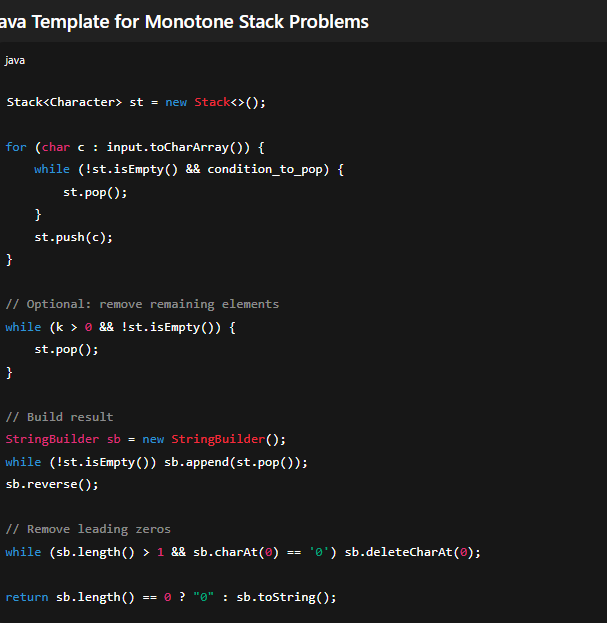 ava Template for Monotone Stack Problems
java
Stack<Character> st = new Stack<>();
for (char c : input.toCharArray()) {
    while (!st.isEmpty() && condition_to_pop) {
        st.pop();
    }
    st.push(c);
}
// Optional: remove remaining elements
while (k > 0 && !st.isEmpty()) {
    st.pop();
}
// Build result
StringBuilder sb = new StringBuilder();
while (!st.isEmpty()) sb.append(st.pop());
sb.reverse();
// Remove leading zeros
while (sb.length() > 1 && sb.charAt(0) == '0') sb.deleteCharAt(0);
return sb.length() == 0 ? "0" : sb.toString();